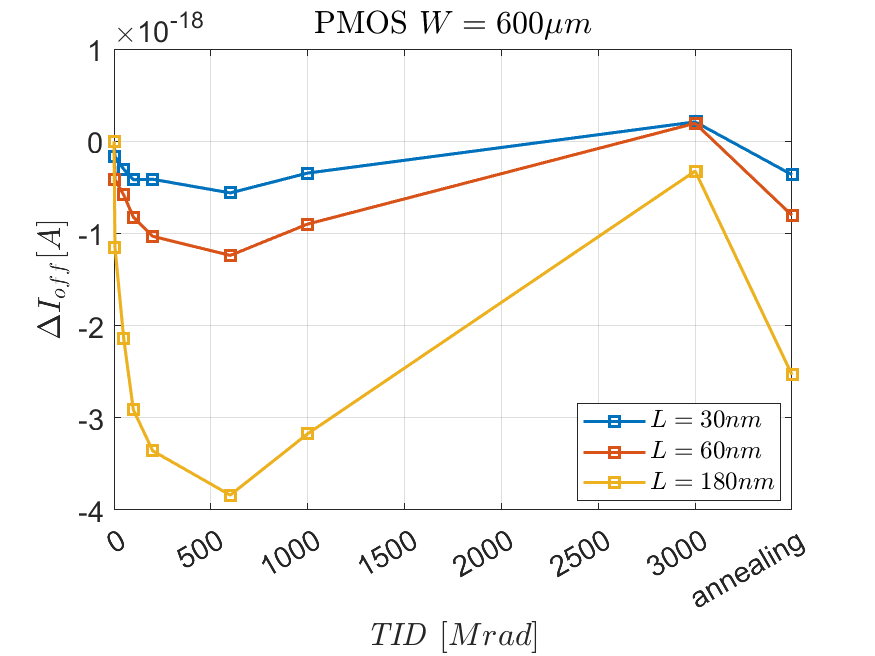 PMOS W = 600μm
×10-18
1
0
-1
-2
-3
-4
ΔIoff[A]
L = 30nm
L = 60nm
L = 180nm
0 500 1000 1500 2000 2500 3000 annealing
TID [Mrad]